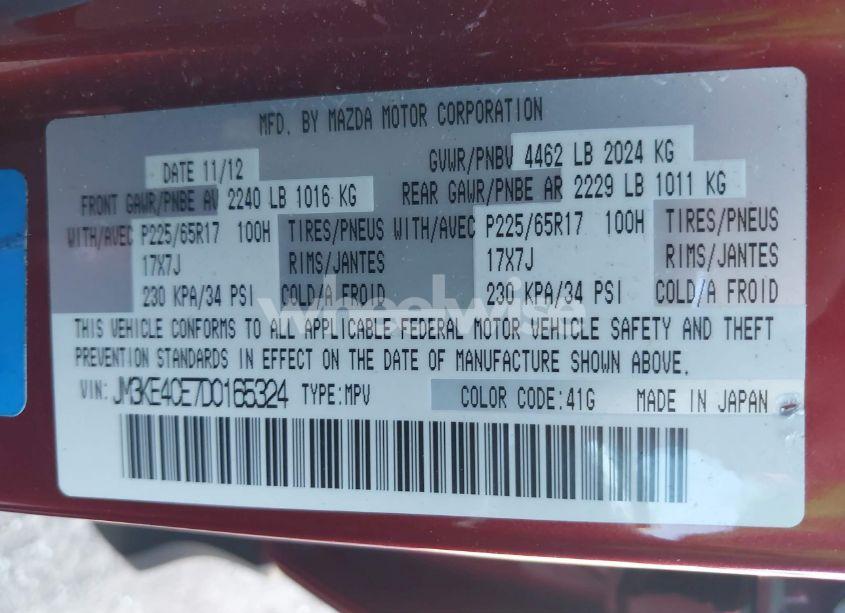 MFD. BY MAZDA MOTOR CORPORATION
DATE 11/12
GVWR/PNBV 4462 LB 2024 KG
FRONT GAWR/PNBE AV 2240 LB 1016 KG
REAR GAWR/PNBE AR 2229 LB 1011 KG
WITH/AVEC P225/65R17 100H TIRES/PNEUS WITH/AVEC P225/65R17 100H TIRES/PNEUS
17X7J RIMS/JANTES 17X7J RIMS/JANTES
230 KPA/34 PSI COLD/A FROID 230 KPA/34 PSI COLD/A FROID
wheelwise
THIS VEHICLE CONFORMS TO ALL APPLICABLE FEDERAL MOTOR VEHICLE SAFETY AND THEFT
PREVENTION STANDARDS IN EFFECT ON THE DATE OF MANUFACTURE SHOWN ABOVE.
VIN: JM3KE4CE7D0165324 TYPE:MPV COLOR CODE:41G MADE IN JAPAN